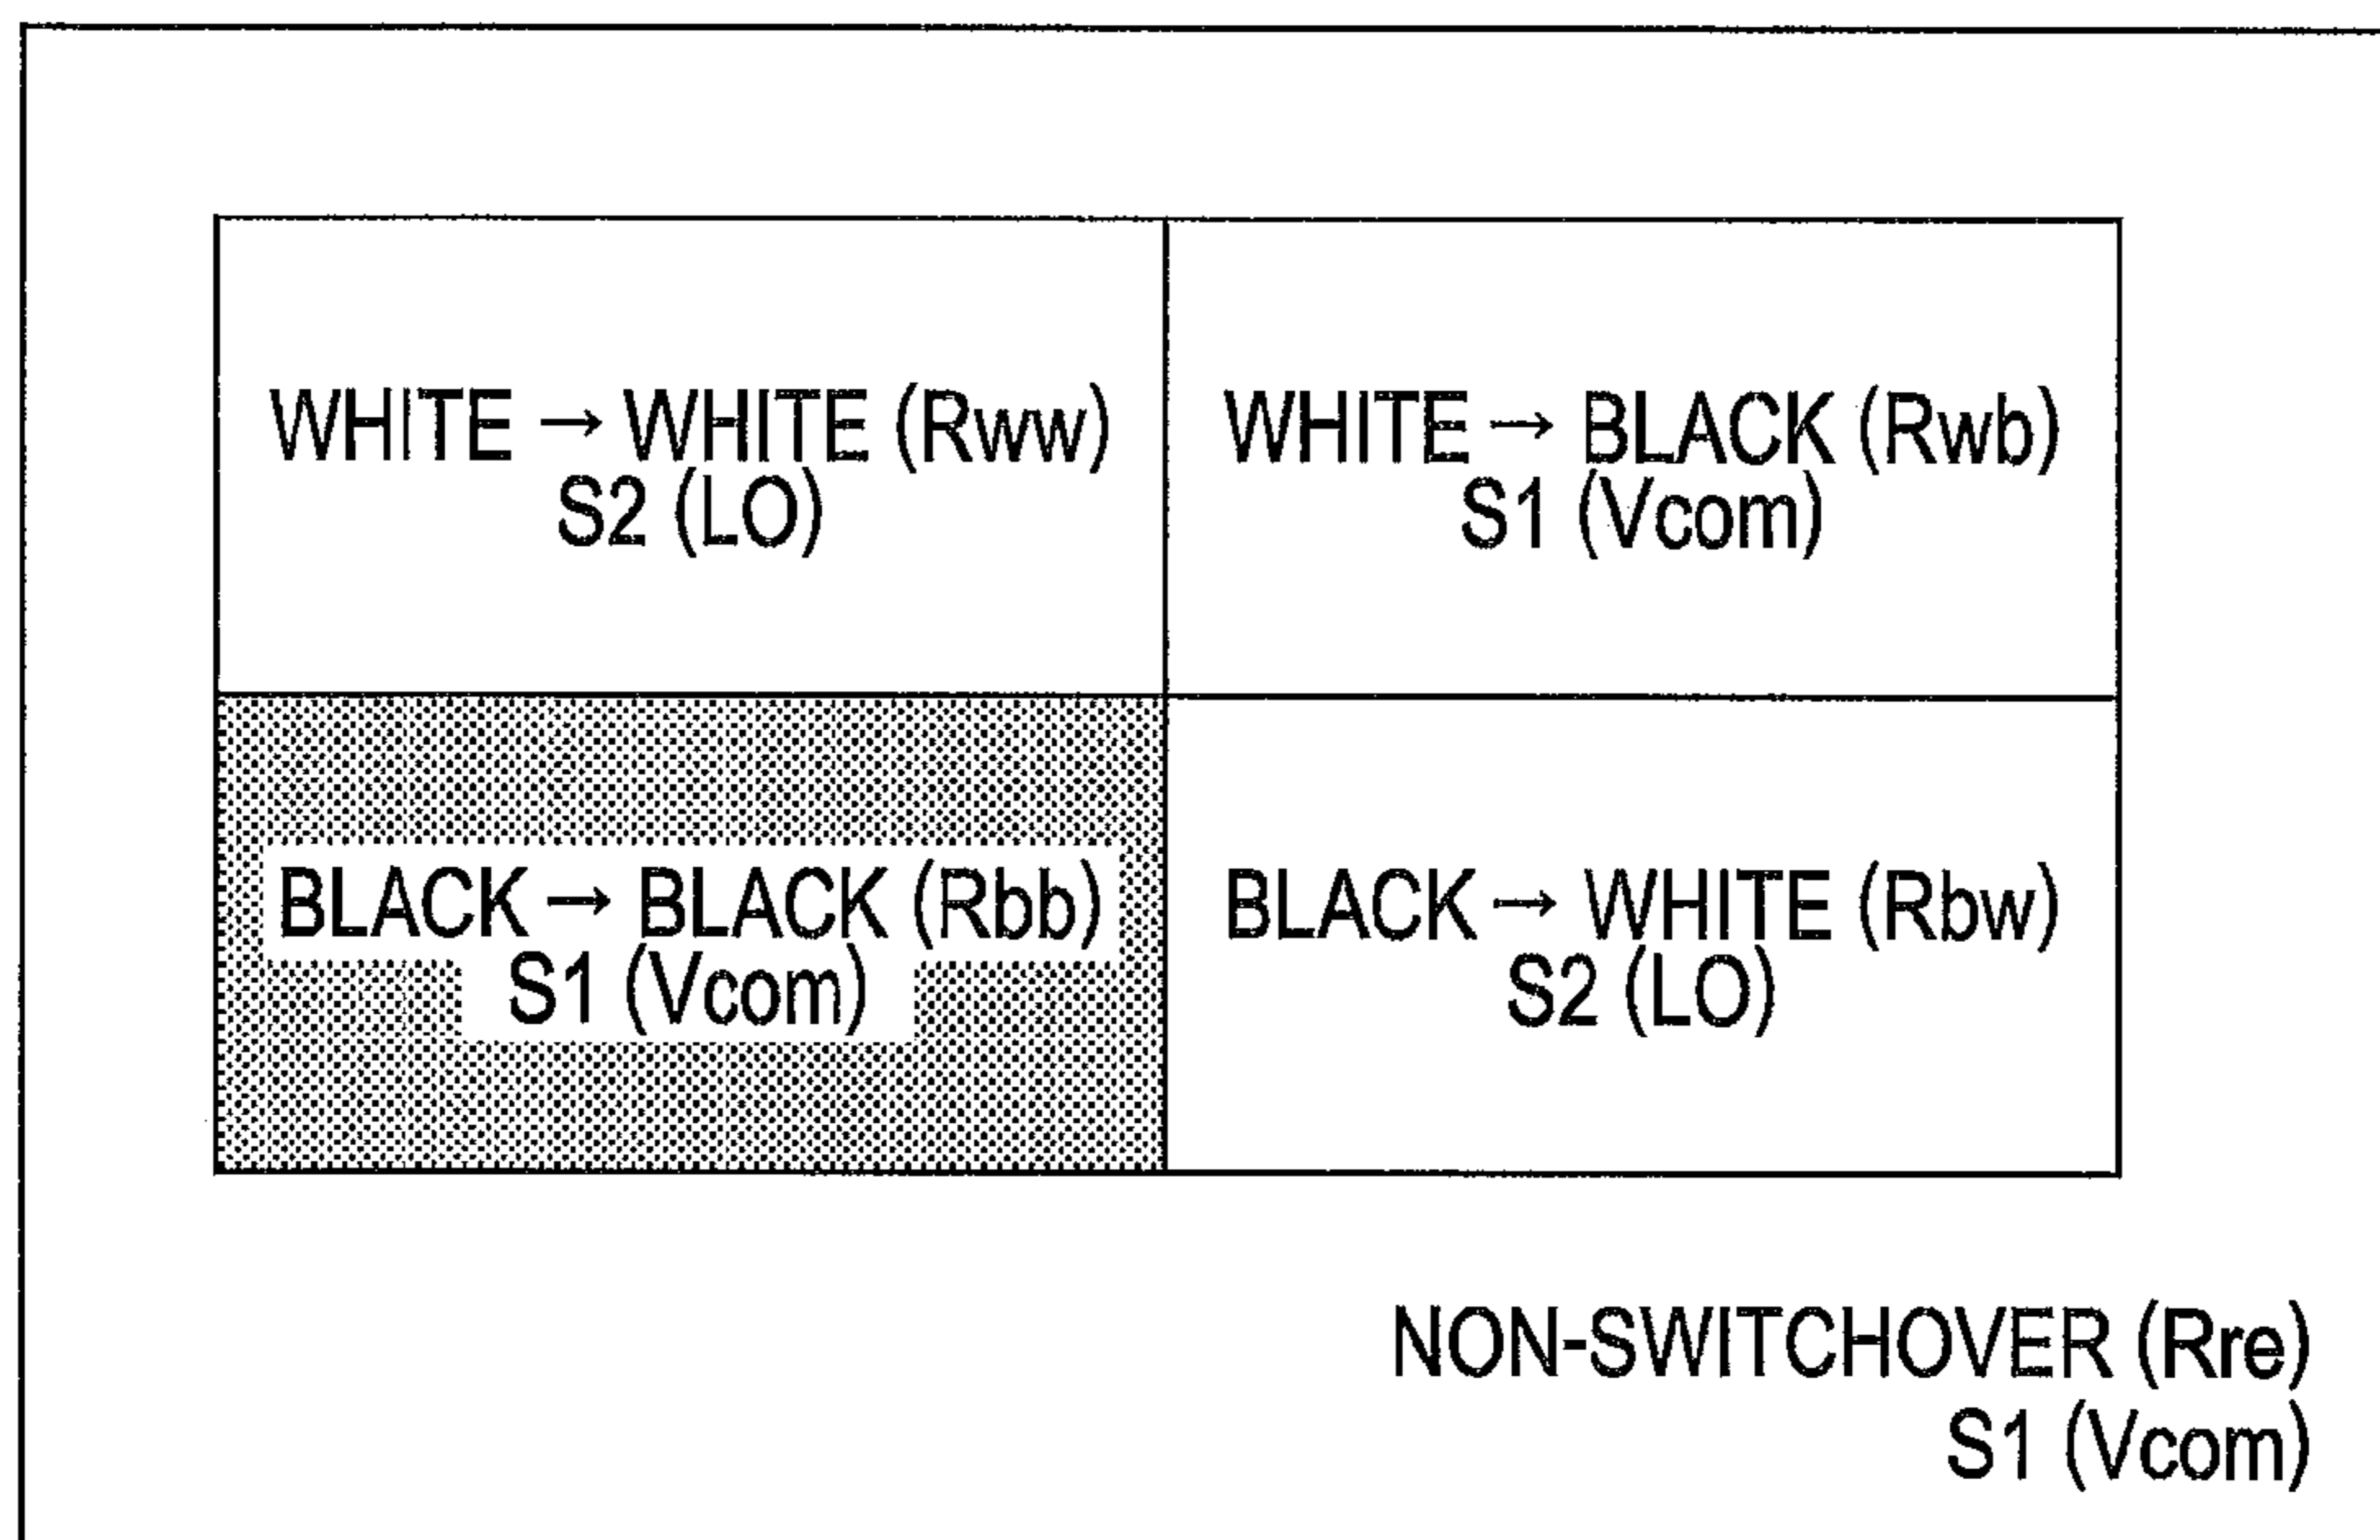 WHITE → WHITE (Rww)
S2 (LO)
WHITE → BLACK (Rwb)
S1 (Vcom)
BLACK → BLACK (Rbb)
S1 (Vcom)
BLACK → WHITE (Rbw)
S2 (LO)
NON-SWITCHOVER (Rre)
S1 (Vcom)